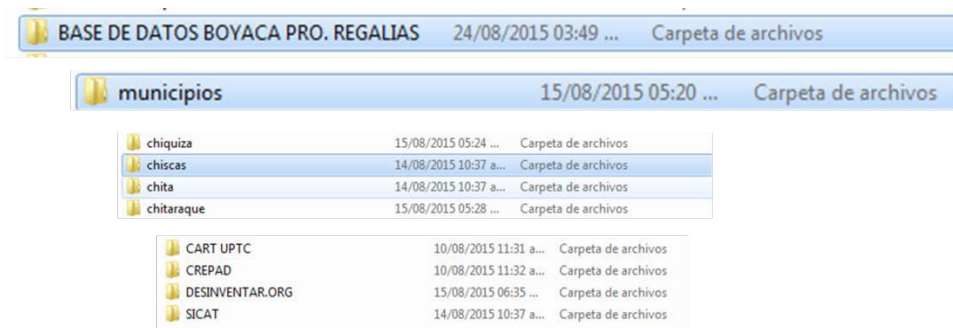 BASE DE DATOS BOYACA PRO. REGALIAS 24/08/2015 03:49 ... Carpeta de archivos
municipios 15/08/2015 05:20 ... Carpeta de archivos
chiquiza 15/08/2015 05:24 ... Carpeta de archivos
chiscas 14/08/2015 10:37 a... Carpeta de archivos
chita 14/08/2015 10:37 a... Carpeta de archivos
chitaraque 15/08/2015 05:28 ... Carpeta de archivos
CART UPTC 10/08/2015 11:31 a... Carpeta de archivos
CREPAD 10/08/2015 11:32 a... Carpeta de archivos
DESINVENTAR.ORG 15/08/2015 06:35 ... Carpeta de archivos
SICAT 14/08/2015 10:37 a... Carpeta de archivos